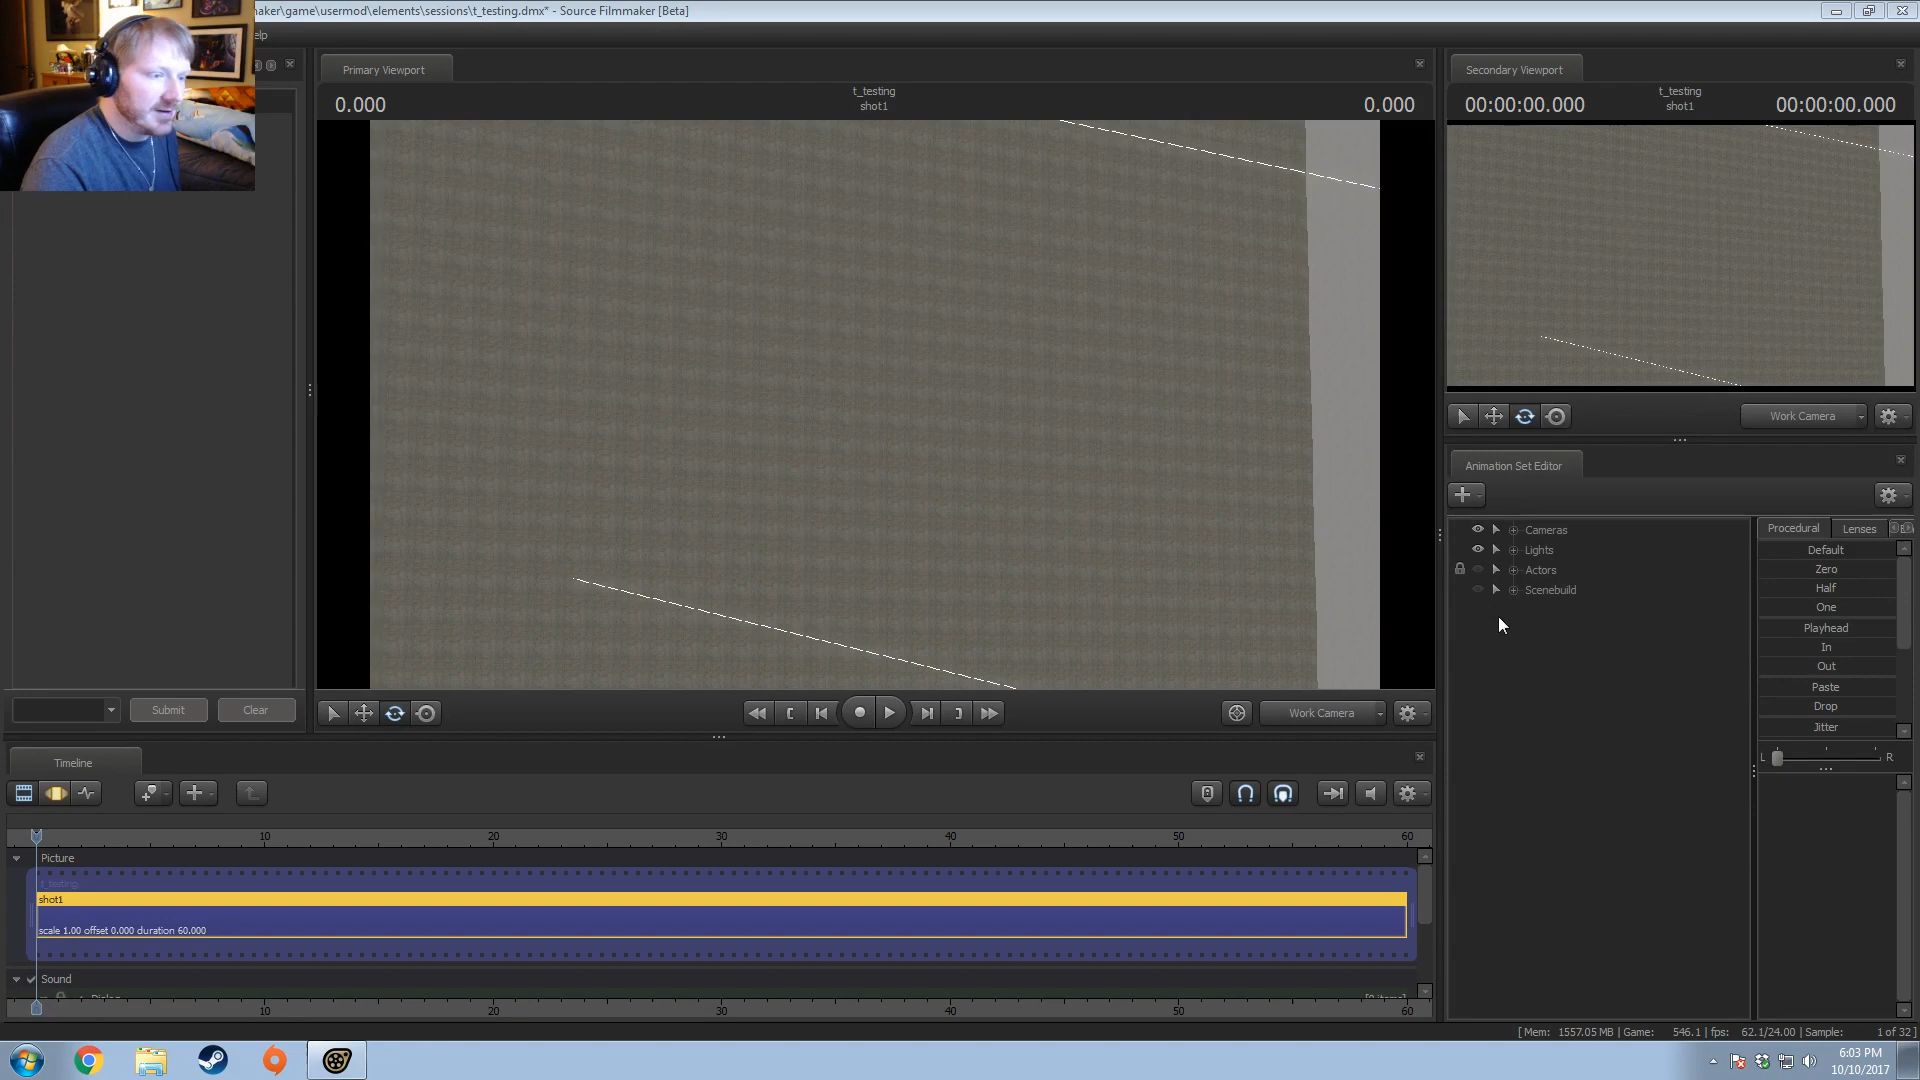 maker\game\usermod\elements\sessions\t_testing.dmx* - Source Filmmaker [Beta]
elp
Primary Viewport
0.000
t_testing
shot1
0.000
Secondary Viewport
00:00:00.000
t_testing
shot1
00:00:00.000
Work Camera
Animation Set Editor
Cameras
Lights
Actors
Scenebuild
Procedural
Lenses
Default
Zero
Half
One
Playhead
In
Out
Paste
Drop
Jitter
L
R
Submit
Clear
Work Camera
Timeline
10 20 30 40 50 60
Picture
t_testing
shot1
scale 1.00 offset 0.000 duration 60.000
Sound
10 20 30 40 50 60
[ Mem: 1557.05 MB | Game: 546.1 | fps: 62.1/24.00 | Sample: 1 of 32 ]
6:03 PM
10/10/2017